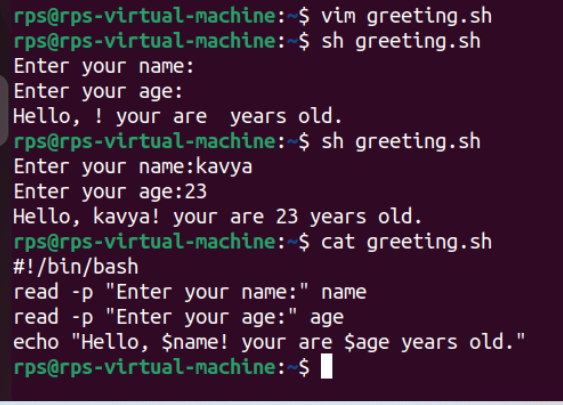 rps@rps-virtual-machine:~$ vim greeting.sh
rps@rps-virtual-machine:~$ sh greeting.sh
Enter your name:
Enter your age:
Hello, ! your are  years old.
rps@rps-virtual-machine:~$ sh greeting.sh
Enter your name:kavya
Enter your age:23
Hello, kavya! your are 23 years old.
rps@rps-virtual-machine:~$ cat greeting.sh
#!/bin/bash
read -p "Enter your name:" name
read -p "Enter your age:" age
echo "Hello, $name! your are $age years old."
rps@rps-virtual-machine:~$